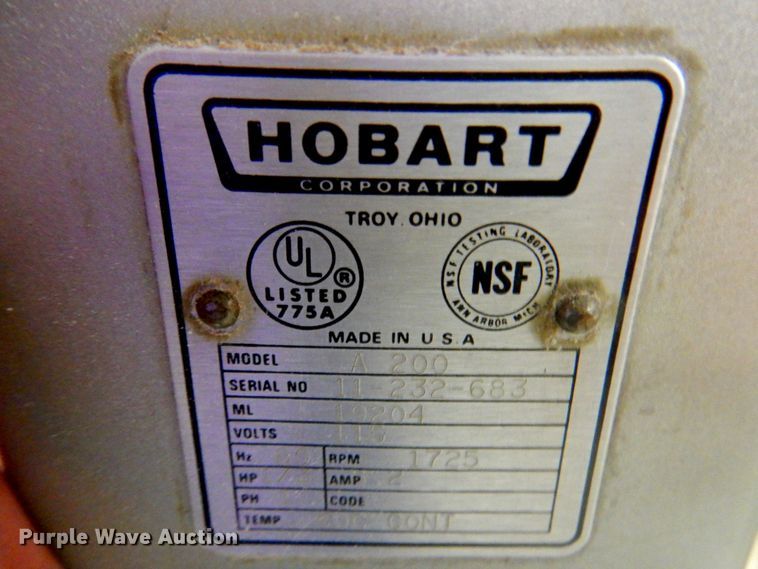 HOBART
CORPORATION
TROY, OHIO
UL ®
LISTED
775A
NSF TESTING LABORATORY
NSF
ANN ARBOR MICH
MADE IN U.S.A
MODEL A 200
SERIAL NO 11-232-683
ML 19204
VOLTS 115
Hz RPM 1725
HP AMP
PH CODE
TEMP CONT
Purple Wave Auction